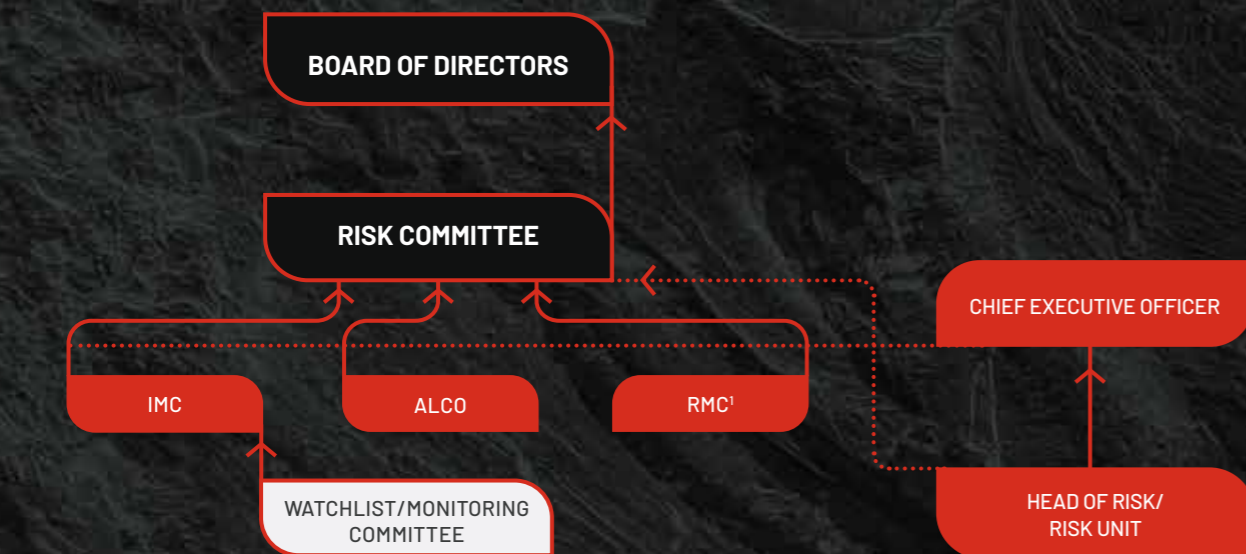 BOARD OF DIRECTORS
RISK COMMITTEE
CHIEF EXECUTIVE OFFICER
IMC
ALCO
RMC¹
WATCHLIST/MONITORING
COMMITTEE
HEAD OF RISK/
RISK UNIT